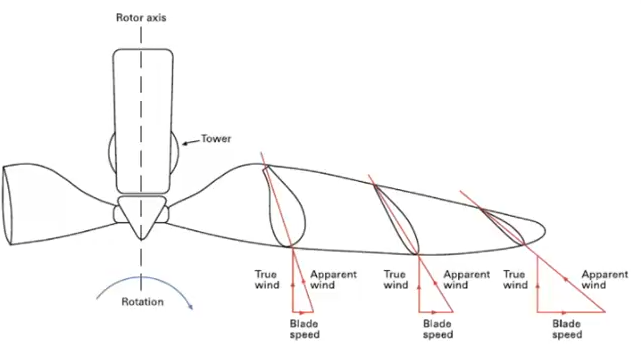 Rotor axis
Tower
Rotation
True
wind
Apparent
wind
Blade
speed
True
wind
Apparent
wind
Blade
speed
True
wind
Apparent
wind
Blade
speed